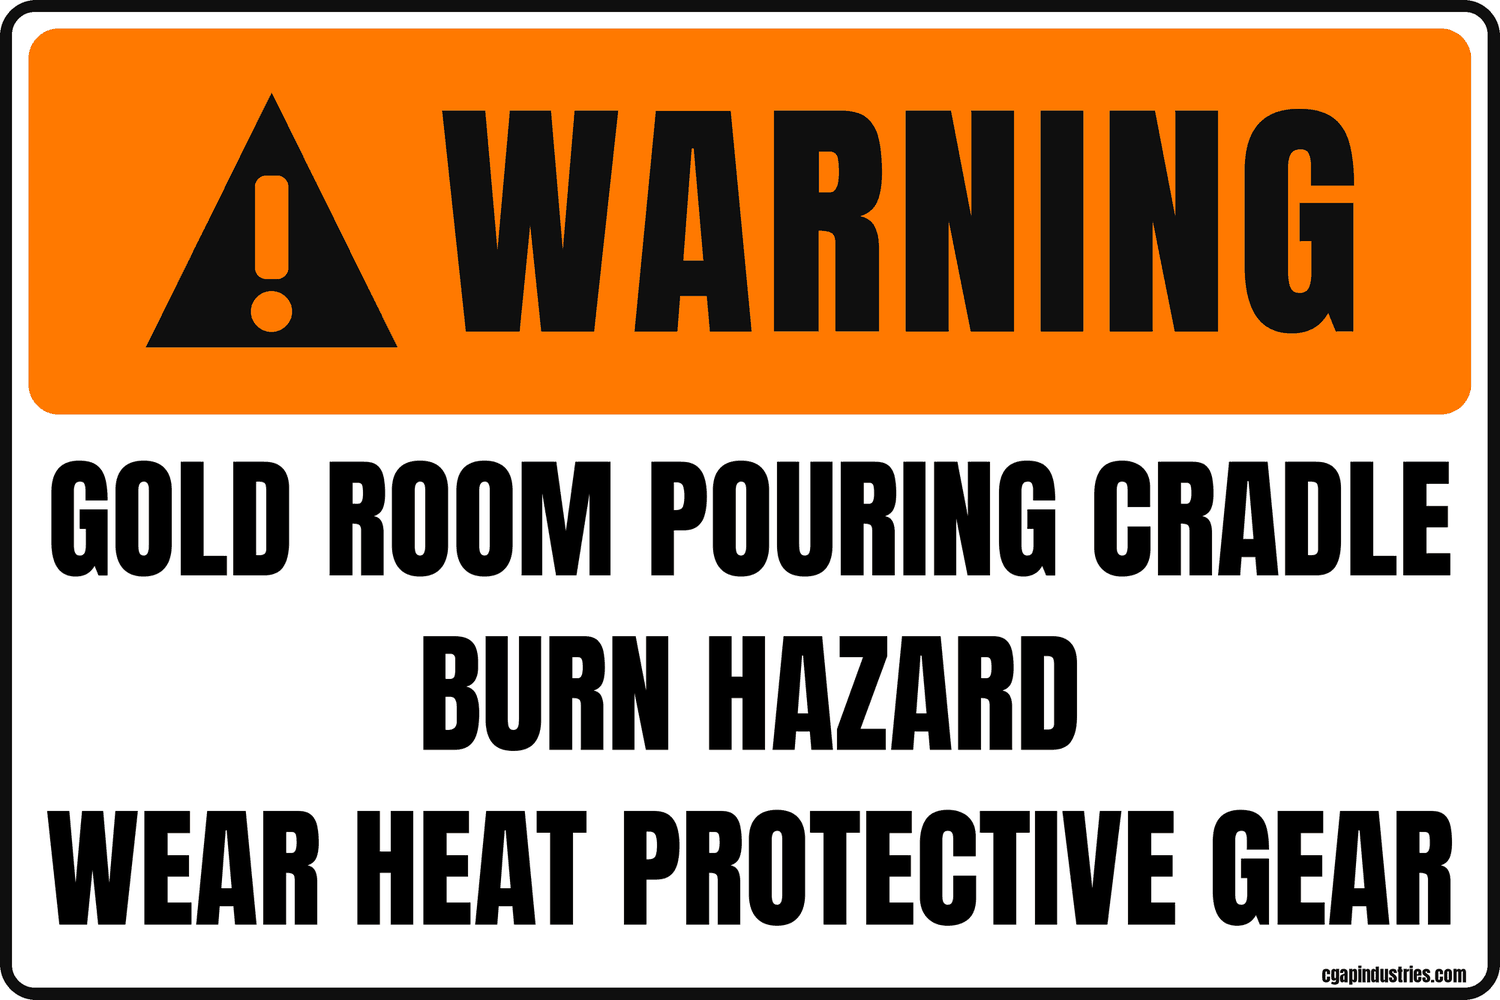 WARNING
GOLD ROOM POURING CRADLE
BURN HAZARD
WEAR HEAT PROTECTIVE GEAR
cgapindustries.com